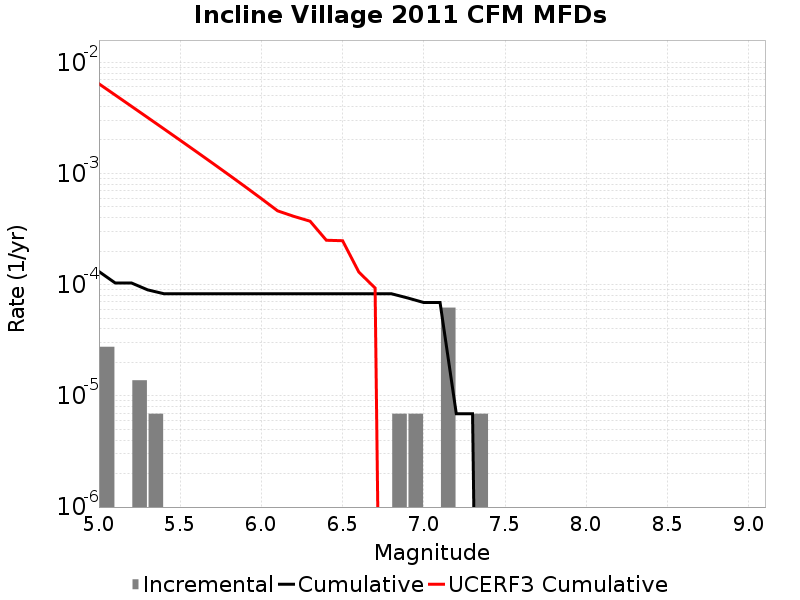 Incline Village 2011 CFM MFDs
Rate (1/yr)
10-2
10-3
10-4
10-5
10-6
5.0 5.5 6.0 6.5 7.0 7.5 8.0 8.5 9.0
Magnitude
Incremental Cumulative UCERF3 Cumulative